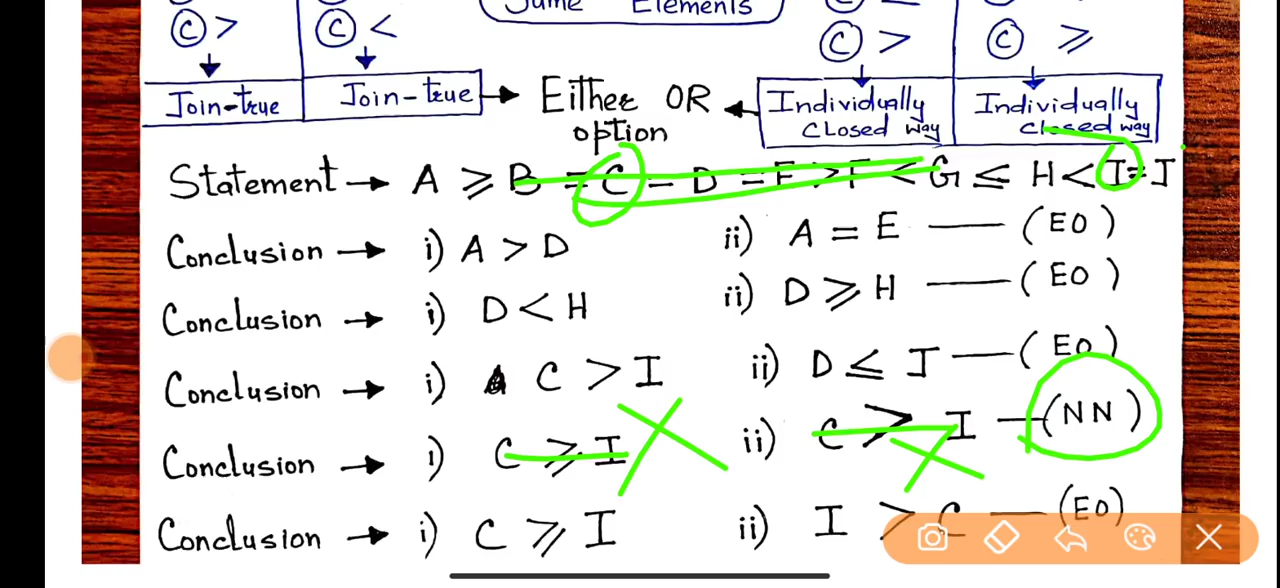 Same Elements
Ⓒ > Ⓒ < Ⓒ > Ⓒ ⩾
Join-true Join-true Either OR option Individually closed way Individually closed way
Statement → A ⩾ B = C = D = E > F < G ≤ H < I = J
Conclusion → i) A > D ii) A = E — (EO)
Conclusion → i) D < H ii) D ⩾ H — (EO)
Conclusion → i) C > I ii) D ≤ J — (EO)
Conclusion → i) C ⩾ I ii) C > I — (NN)
Conclusion → i) C ⩾ I ii) I > C — (EO)